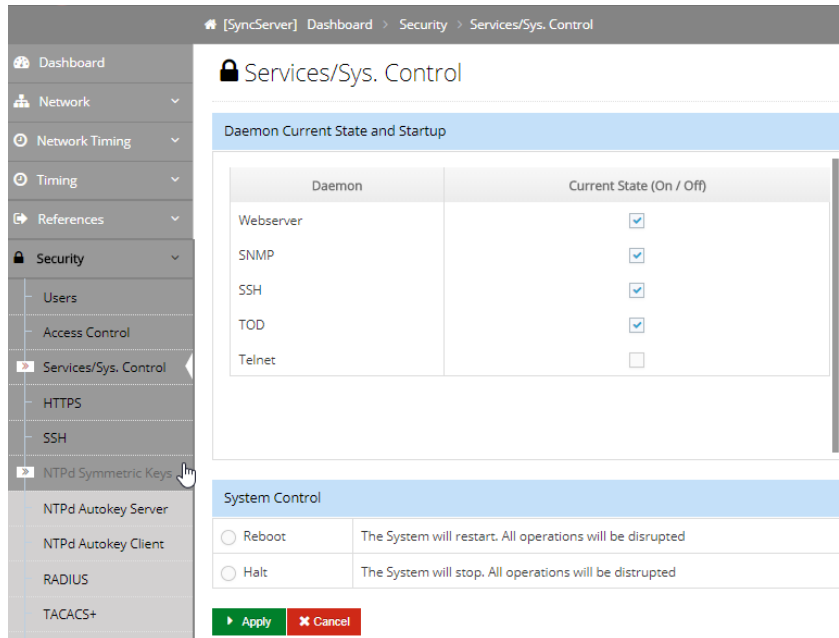 [SyncServer] Dashboard > Security > Services/Sys. Control
Dashboard
Network
Network Timing
Timing
References
Security
Users
Access Control
Services/Sys. Control
HTTPS
SSH
NTPd Symmetric Keys
NTPd Autokey Server
NTPd Autokey Client
RADIUS
TACACS+
Services/Sys. Control
Daemon Current State and Startup
Daemon Current State (On / Off)
Webserver
SNMP
SSH
TOD
Telnet
System Control
Reboot The System will restart. All operations will be disrupted
Halt The System will stop. All operations will be distrupted
Apply Cancel